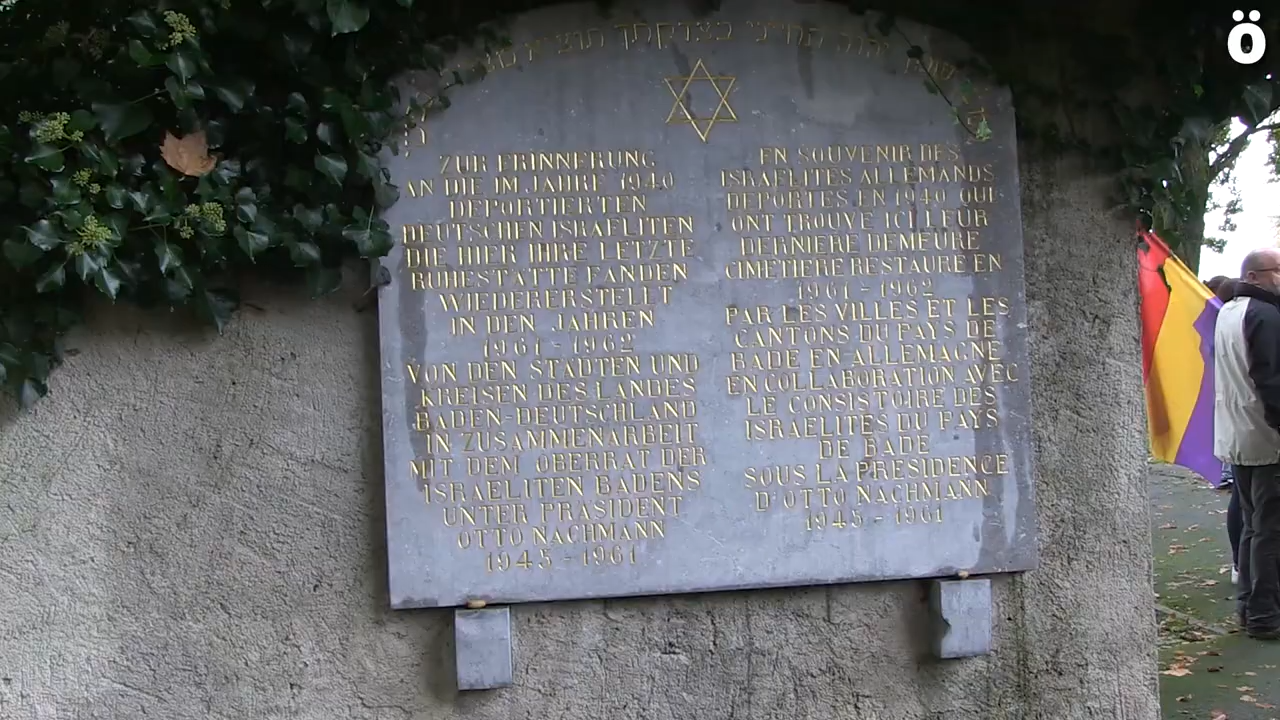 ö
יהוה תחייני בצדקתך תוציא
ZUR ERINNERUNG
AN DIE IM JAHRE 1940
DEPORTIERTEN
DEUTSCHEN ISRAELITEN
DIE HIER IHRE LETZTE
RUHESTÄTTE FANDEN
WIEDERERSTELLT
IN DEN JAHREN
1961 - 1962
VON DEN STÄDTEN UND
KREISEN DES LANDES
BADEN-DEUTSCHLAND
IN ZUSAMMENARBEIT
MIT DEM OBERRAT DER
ISRAELITEN BADENS
UNTER PRÄSIDENT
OTTO NACHMANN
1945 - 1961
EN SOUVENIR DES
ISRAELITES ALLEMANDS
DEPORTES EN 1940 QUI
ONT TROUVE ICI LEUR
DERNIERE DEMEURE
CIMETIERE RESTAURE EN
1961 - 1962
PAR LES VILLES ET LES
CANTONS DU PAYS DE
BADE EN ALLEMAGNE
EN COLLABORATION AVEC
LE CONSISTOIRE DES
ISRAELITES DU PAYS
DE BADE
SOUS LA PRESIDENCE
D'OTTO NACHMANN
1945 - 1961